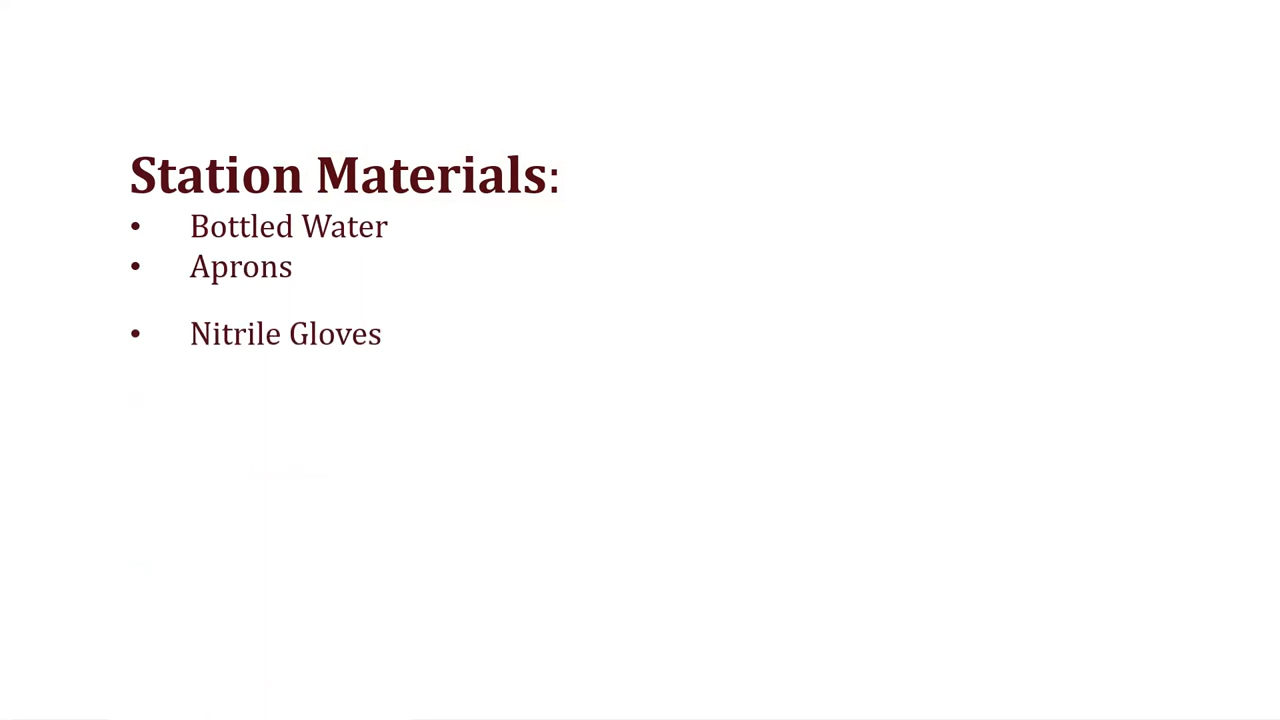 Station Materials:
• Bottled Water
• Aprons
• Nitrile Gloves